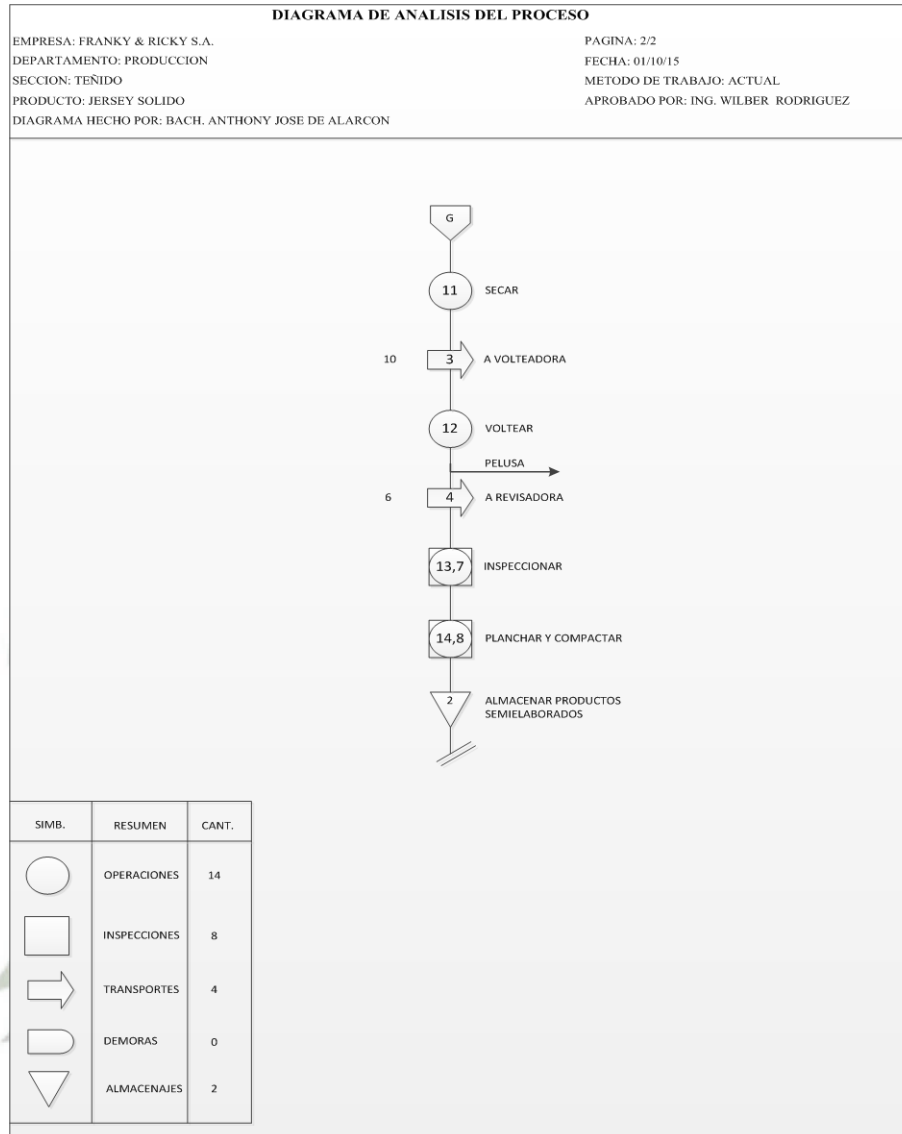 DIAGRAMA DE ANALISIS DEL PROCESO
EMPRESA: FRANKY & RICKY S.A.
PAGINA: 2/2
DEPARTAMENTO: PRODUCCION
FECHA: 01/10/15
SECCION: TEÑIDO
METODO DE TRABAJO: ACTUAL
PRODUCTO: JERSEY SOLIDO
APROBADO POR: ING. WILBER RODRIGUEZ
DIAGRAMA HECHO POR: BACH. ANTHONY JOSE DE ALARCON
G
11 SECAR
10 3 A VOLTEADORA
12 VOLTEAR
PELUSA
6 4 A REVISADORA
13,7 INSPECCIONAR
14,8 PLANCHAR Y COMPACTAR
2 ALMACENAR PRODUCTOS
SEMIELABORADOS
SIMB. RESUMEN CANT.
OPERACIONES 14
INSPECCIONES 8
TRANSPORTES 4
DEMORAS 0
ALMACENAJES 2